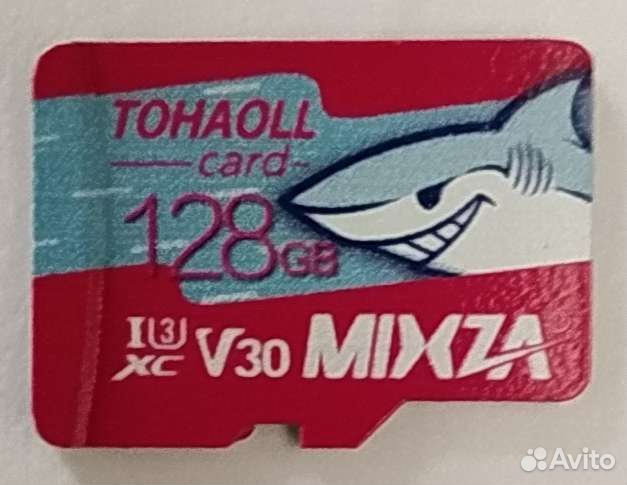 TOHAOLL
card
128GB
I U3 XC V30 MIXZA
Avito